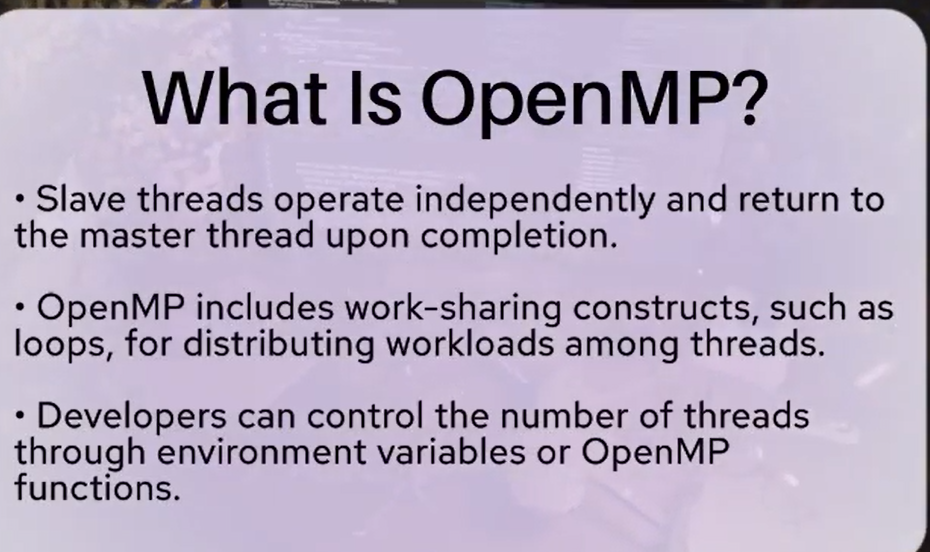 What Is OpenMP?
• Slave threads operate independently and return to
the master thread upon completion.
• OpenMP includes work-sharing constructs, such as
loops, for distributing workloads among threads.
• Developers can control the number of threads
through environment variables or OpenMP
functions.